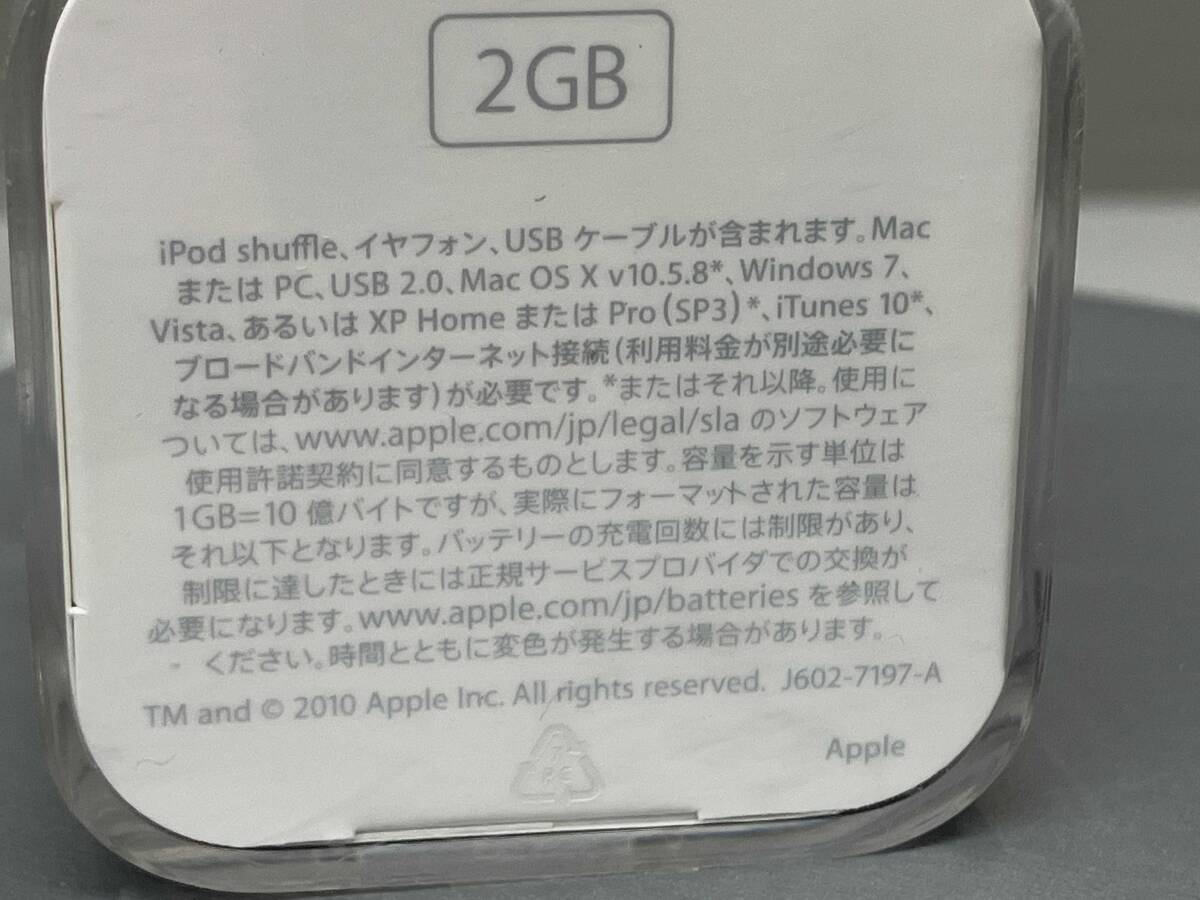 2GB
iPod shuffle、イヤフォン、USB ケーブルが含まれます。Mac
または PC、USB 2.0、Mac OS X v10.5.8*、Windows 7、
Vista、あるいは XP Home または Pro(SP3)*、iTunes 10*、
ブロードバンドインターネット接続(利用料金が別途必要に
なる場合があります)が必要です。*またはそれ以降。使用に
ついては、www.apple.com/jp/legal/sla のソフトウェア
使用許諾契約に同意するものとします。容量を示す単位は
1GB=10 億バイトですが、実際にフォーマットされた容量は
それ以下となります。バッテリーの充電回数には制限があり、
制限に達したときには正規サービスプロバイダでの交換が
必要になります。www.apple.com/jp/batteries を参照して
ください。時間とともに変色が発生する場合があります。
TM and © 2010 Apple Inc. All rights reserved. J602-7197-A
Apple
7